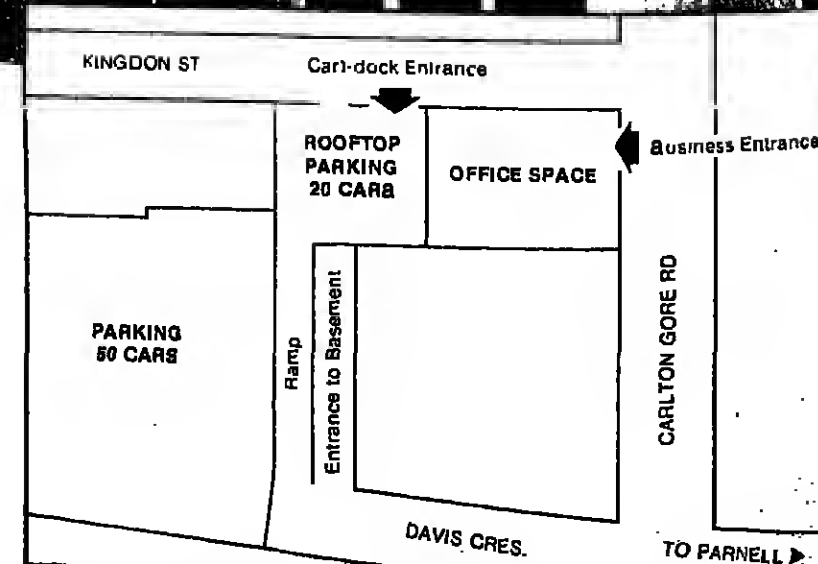 KINGDON ST
Cart-dock Entrance
ROOFTOP
PARKING
20 CARS
OFFICE SPACE
Business Entrance
PARKING
50 CARS
Ramp
Entrance to Basement
CARLTON GORE RD
DAVIS CRES.
TO PARNELL